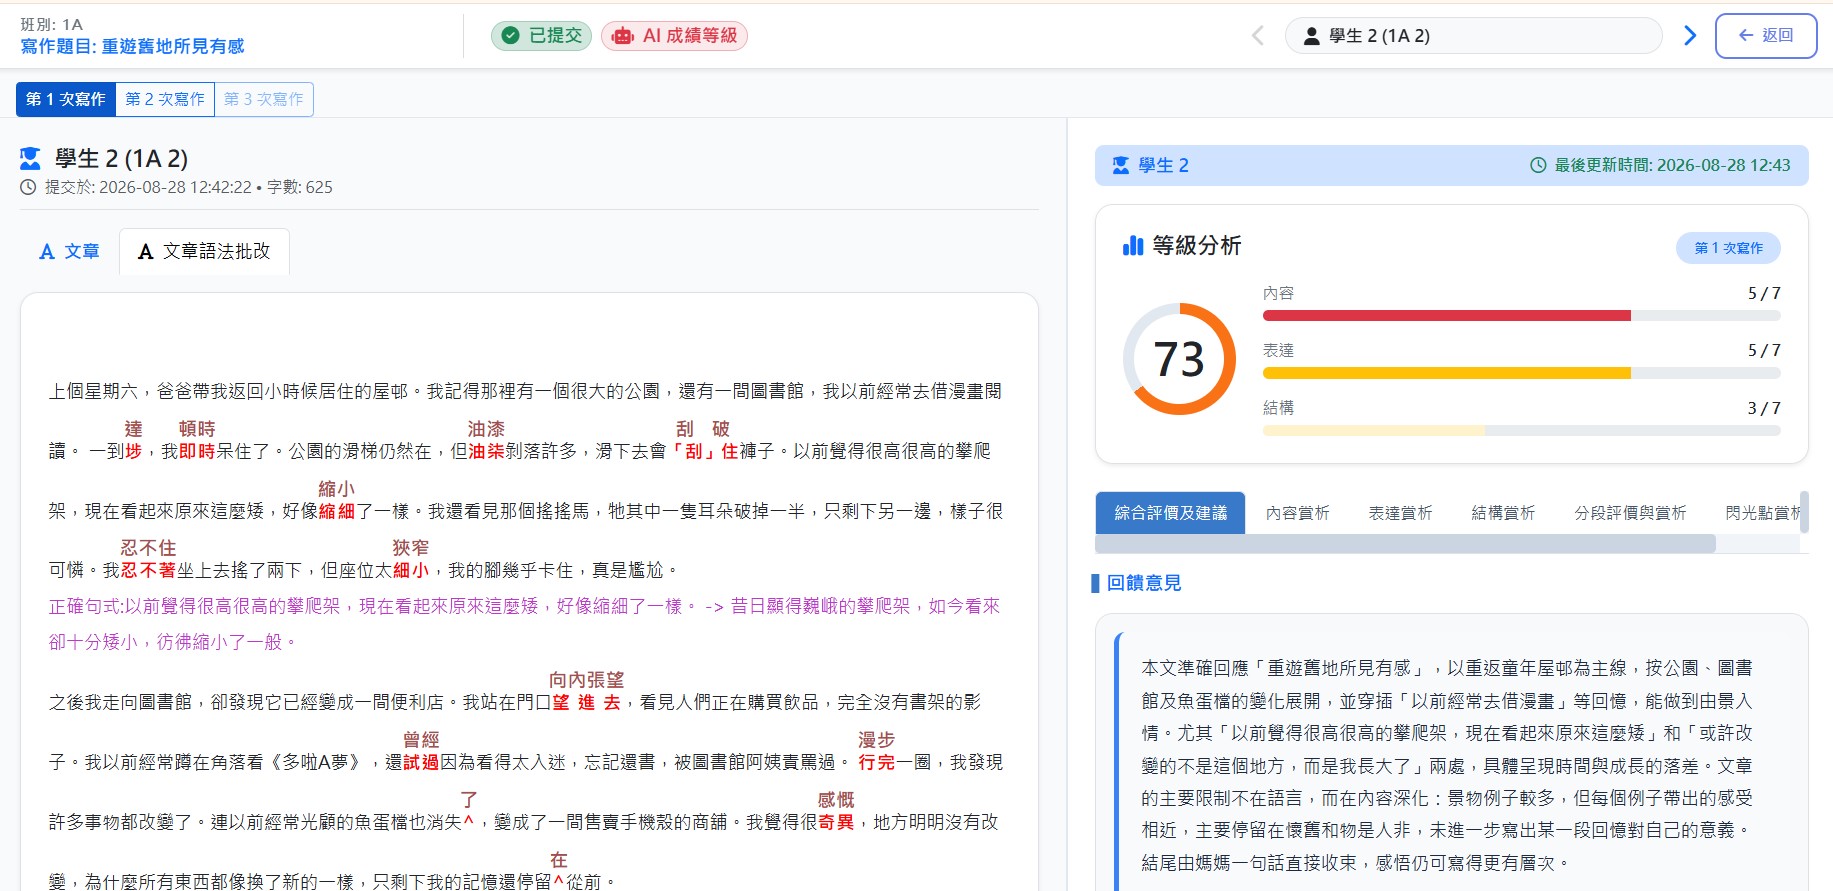 班別: 1A
寫作題目: 重遊舊地所見有感
已提交
AI 成績等級
學生 2 (1A 2)
返回
第 1 次寫作
第 2 次寫作
第 3 次寫作
學生 2 (1A 2)
提交於: 2026-08-28 12:42:22 • 字數: 625
A 文章
A 文章語法批改
上個星期六，爸爸帶我返回小時候居住的屋邨。我記得那裡有一個很大的公園，還有一間圖書館，我以前經常去借漫畫閱
達 頓時 油漆 刮 破
讀。 一到埗，我即時呆住了。公園的滑梯仍然在，但油柒剝落許多，滑下去會「刮」住褲子。以前覺得很高很高的攀爬
縮小
架，現在看起來原來這麼矮，好像縮細了一樣。我還看見那個搖搖馬，牠其中一隻耳朵破掉一半，只剩下另一邊，樣子很
忍不住 狹窄
可憐。我忍不著坐上去搖了兩下，但座位太細小，我的腳幾乎卡住，真是尷尬。
正確句式:以前覺得很高很高的攀爬架，現在看起來原來這麼矮，好像縮細了一樣。 -> 昔日顯得巍峨的攀爬架，如今看來
卻十分矮小，彷彿縮小了一般。
向內張望
之後我走向圖書館，卻發現它已經變成一間便利店。我站在門口望 進 去，看見人們正在購買飲品，完全沒有書架的影
曾經 漫步
子。我以前經常蹲在角落看《多啦A夢》，還試過因為看得太入迷，忘記還書，被圖書館阿姨責罵過。 行完一圈，我發現
了 感慨
許多事物都改變了。連以前經常光顧的魚蛋檔也消失^，變成了一間售賣手機殼的商舖。我覺得很奇異，地方明明沒有改
在
變，為什麼所有東西都像換了新的一樣，只剩下我的記憶還停留^從前。
學生 2
最後更新時間: 2026-08-28 12:43
等級分析
第 1 次寫作
73
內容 5 / 7
表達 5 / 7
結構 3 / 7
綜合評價及建議
內容賞析
表達賞析
結構賞析
分段評價與賞析
閃光點賞析
回饋意見
本文準確回應「重遊舊地所見有感」，以重返童年屋邨為主線，按公園、圖書
館及魚蛋檔的變化展開，並穿插「以前經常去借漫畫」等回憶，能做到由景入
情。尤其「以前覺得很高很高的攀爬架，現在看起來原來這麼矮」和「或許改
變的不是這個地方，而是我長大了」兩處，具體呈現時間與成長的落差。文章
的主要限制不在語言，而在內容深化：景物例子較多，但每個例子帶出的感受
相近，主要停留在懷舊和物是人非，未進一步寫出某一段回憶對自己的意義。
結尾由媽媽一句話直接收束，感悟仍可寫得更有層次。